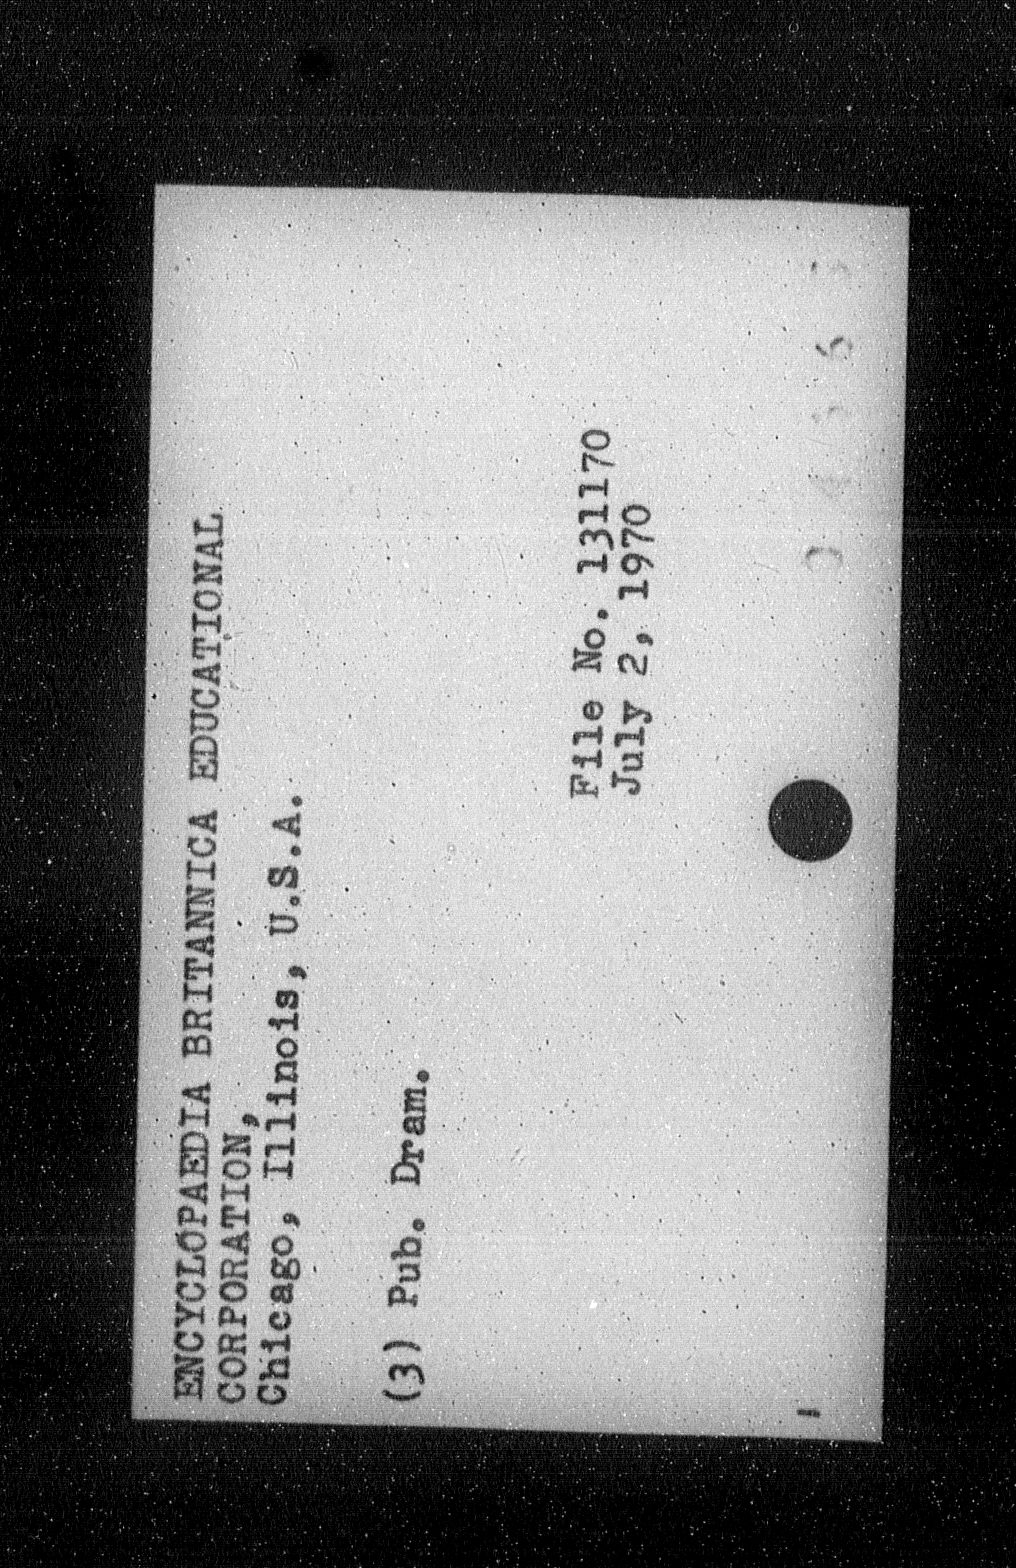 ENCYCLOPAEDIA BRITANNICA EDUCATIONAL
CORPORATION,
Chicago, Illinois, U.S.A.
(3) Pub. Dram.
File No. 131170
July 2, 1970